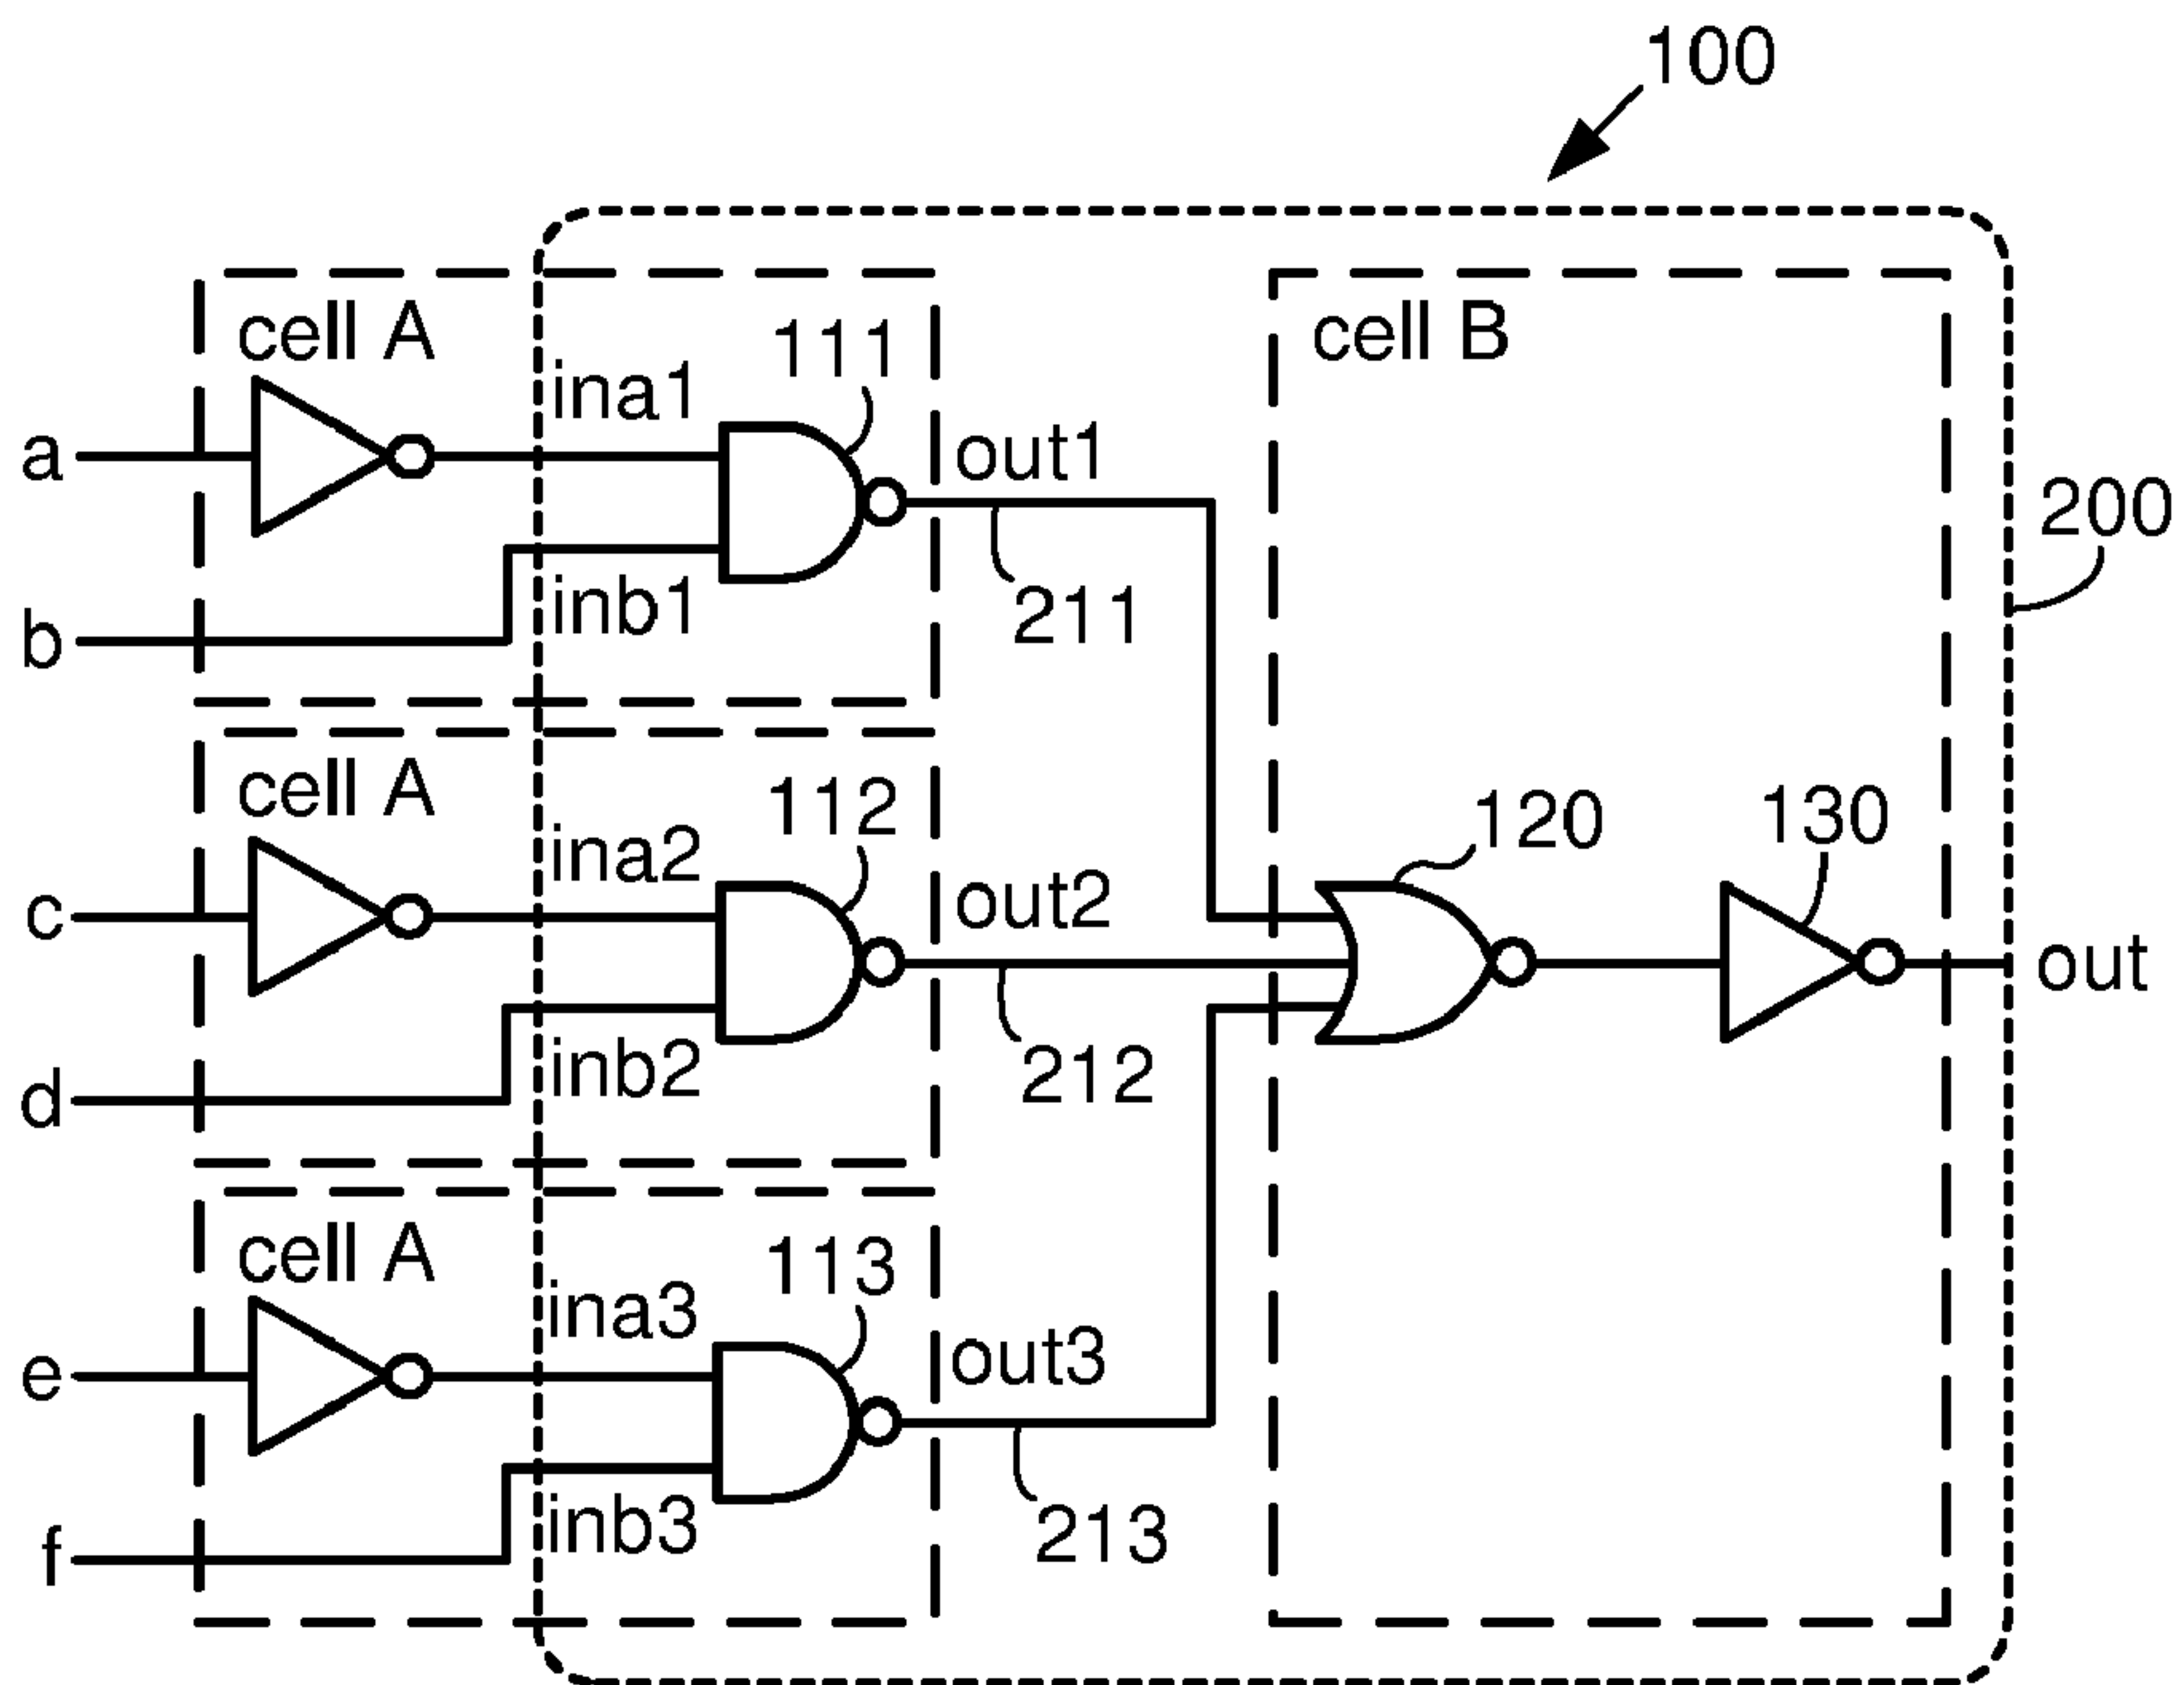 100
cell A
cell B
111
ina1
a
out1
200
inb1
211
b
cell A
112
ina2
120
130
out2
c
out
inb2
212
d
cell A
113
ina3
out3
e
inb3
213
f